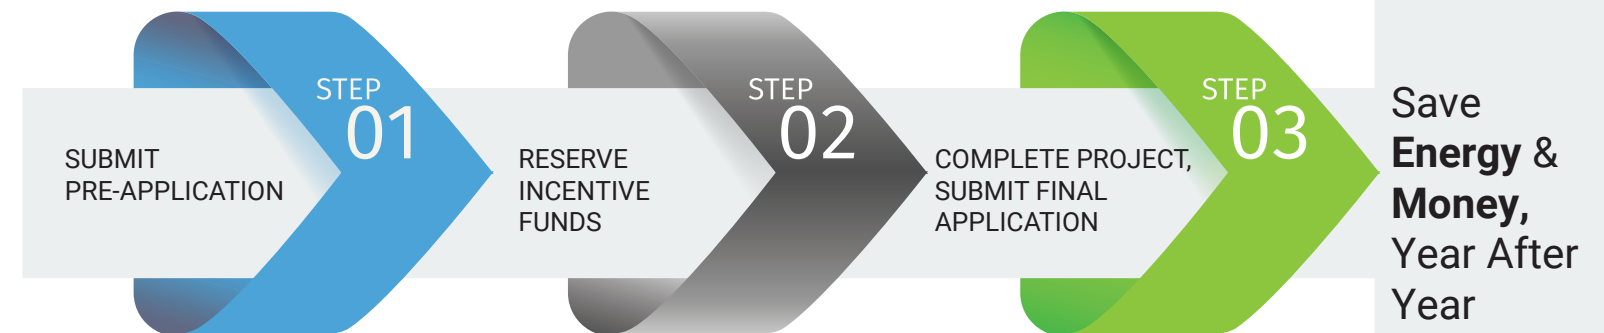 STEP
01
SUBMIT
PRE-APPLICATION
STEP
02
RESERVE
INCENTIVE
FUNDS
STEP
03
COMPLETE PROJECT,
SUBMIT FINAL
APPLICATION
Save
Energy &
Money,
Year After
Year